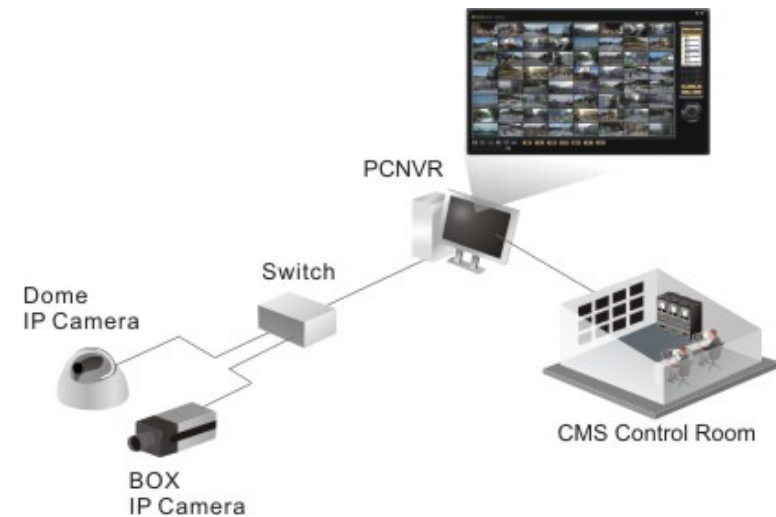 PCNVR
Switch
Dome
IP Camera
CMS Control Room
BOX
IP Camera